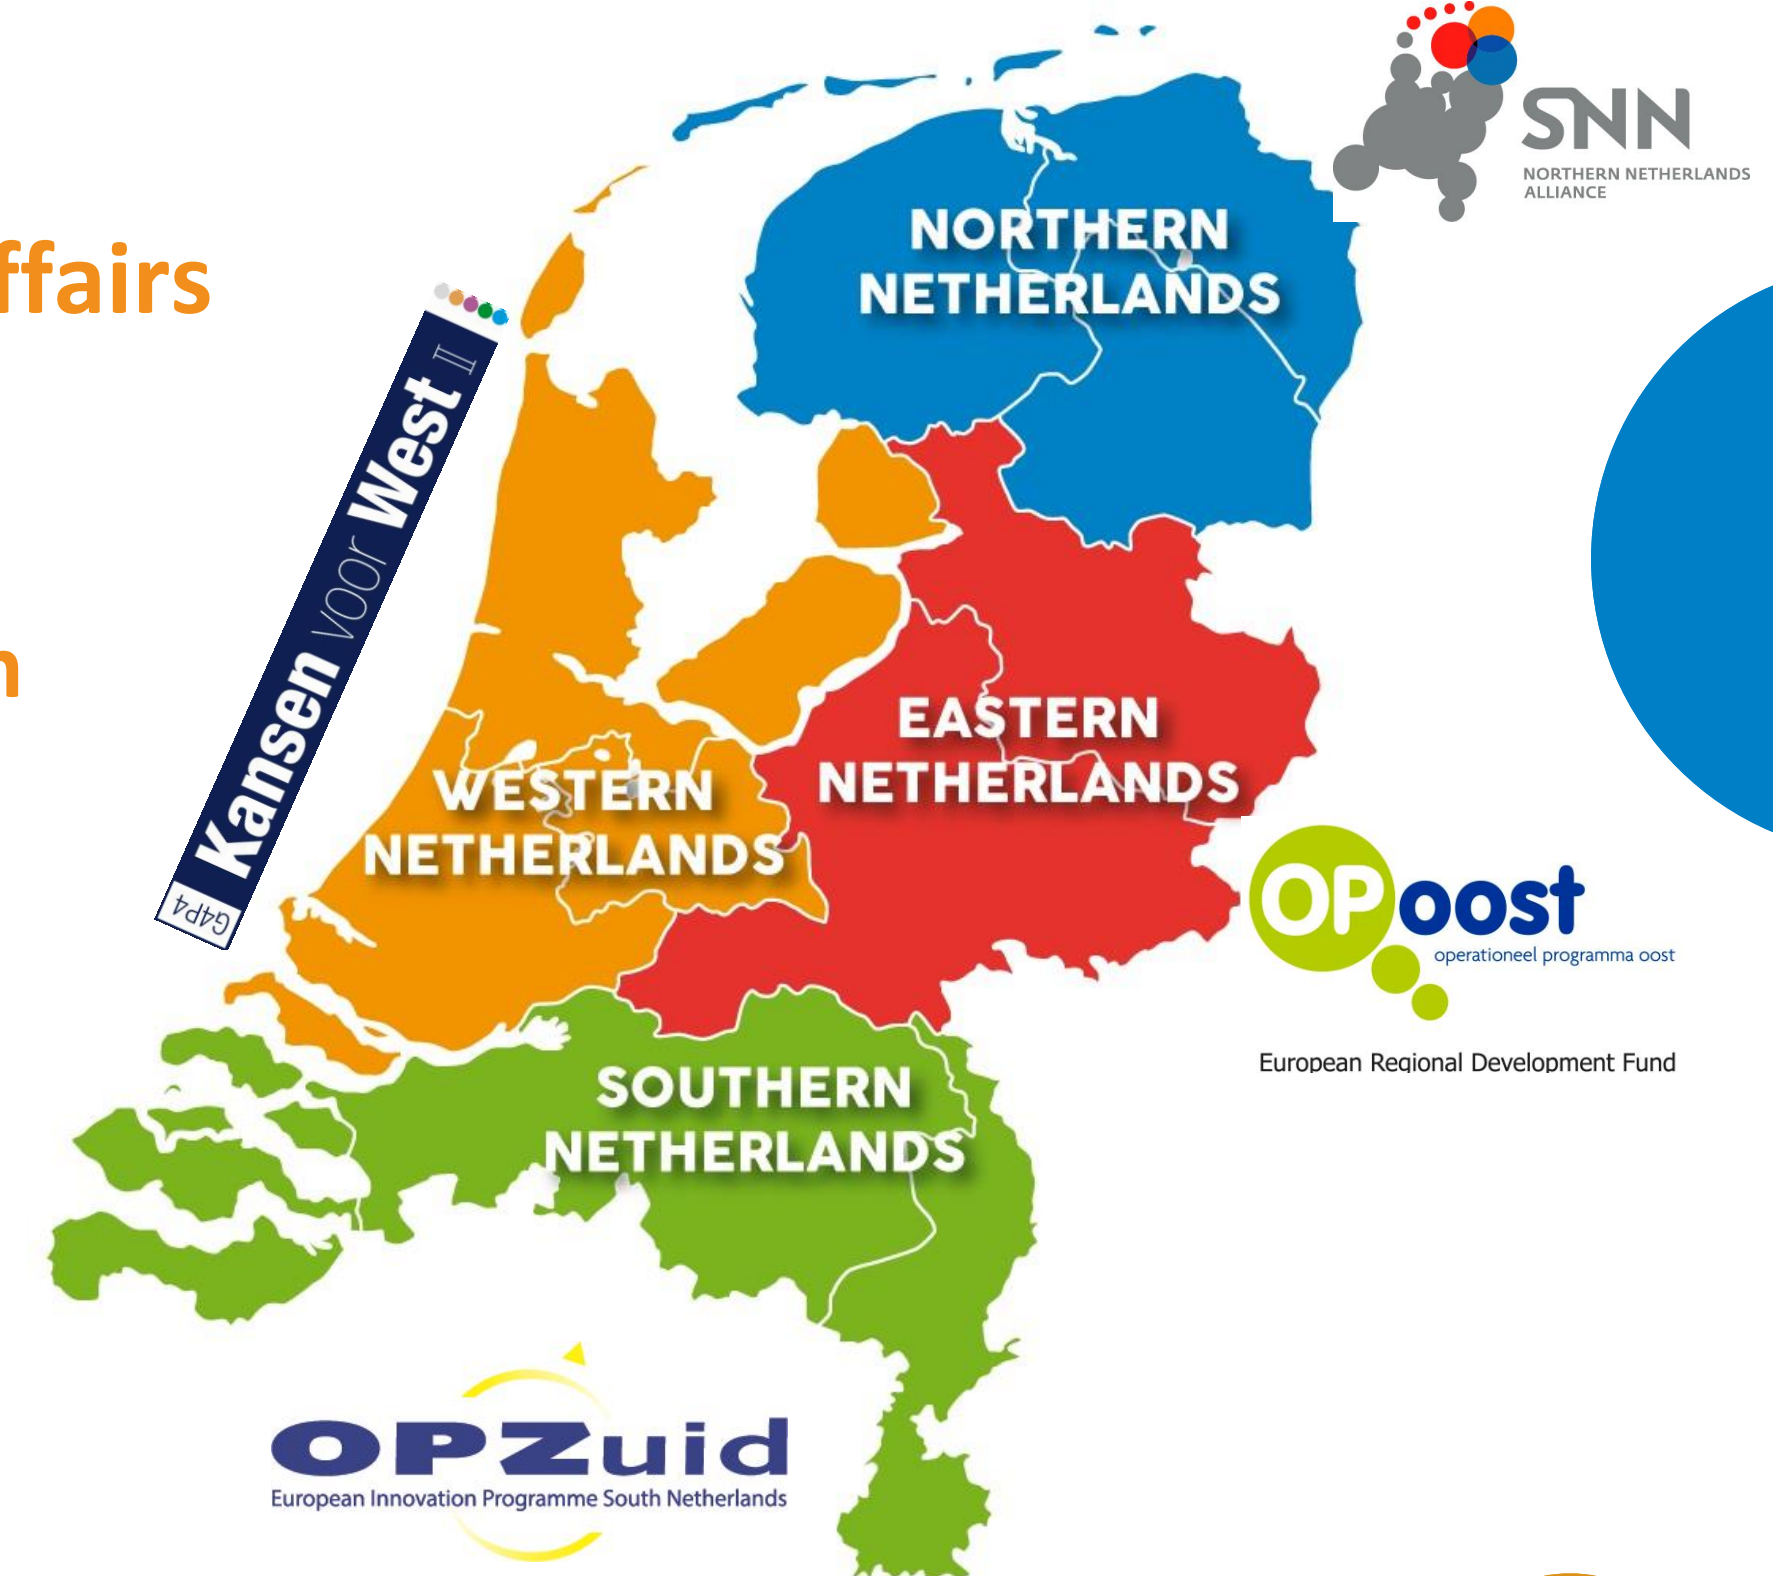 SNN
NORTHERN NETHERLANDS
ALLIANCE
NORTHERN
NETHERLANDS
ffairs
Kansen voor West II
G4P4
n
EASTERN
NETHERLANDS
WESTERN
NETHERLANDS
OPoost
operationeel programma oost
European Regional Development Fund
SOUTHERN
NETHERLANDS
OPZuid
European Innovation Programme South Netherlands